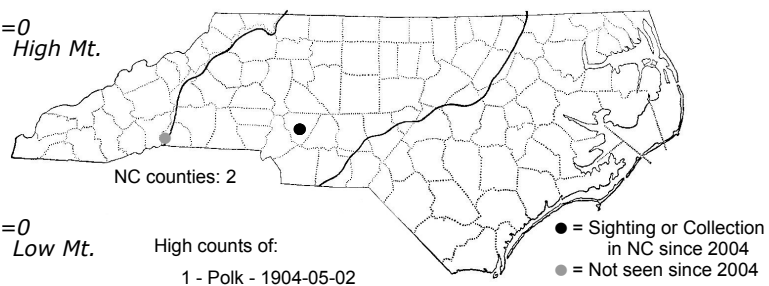 =0
High Mt.
NC counties: 2
=0
Low Mt.
High counts of:
1 - Polk - 1904-05-02
● = Sighting or Collection
in NC since 2004
● = Not seen since 2004